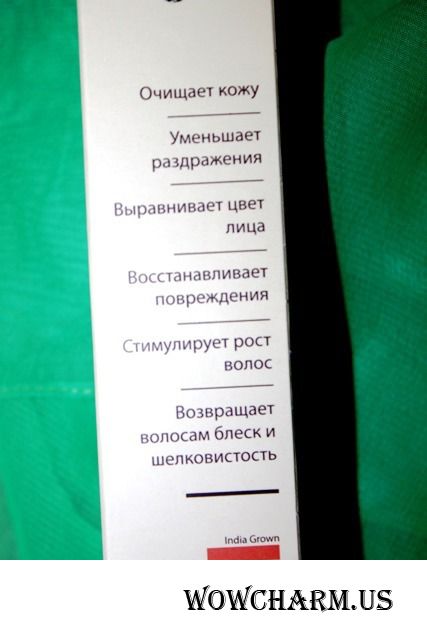 Очищает кожу
Уменьшает
раздражения
Выравнивает цвет
лица
Восстанавливает
повреждения
Стимулирует рост
волос
Возвращает
волосам блеск и
шелковистость
India Grown
WOWCHARM.US